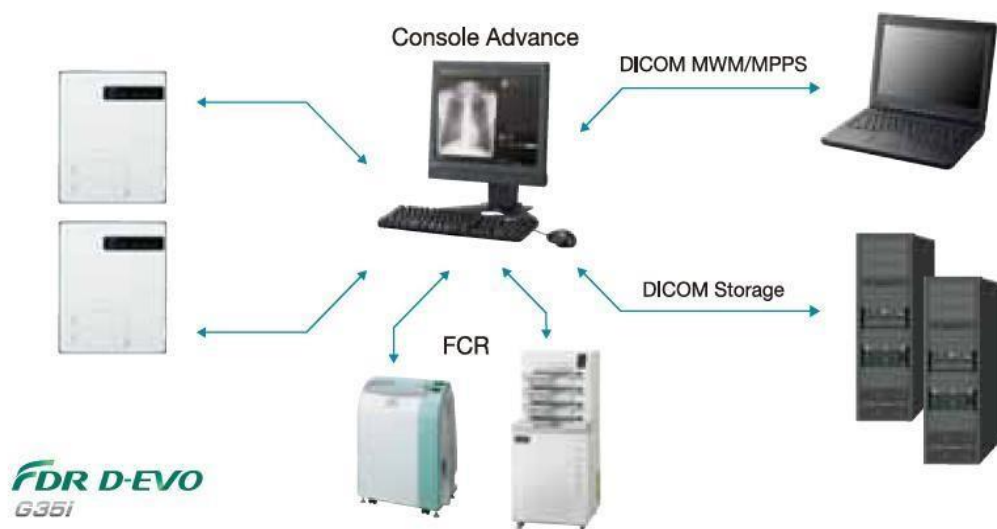 Console Advance
DICOM MWM/MPPS
DICOM Storage
FCR
FDR D-EVO
G35i